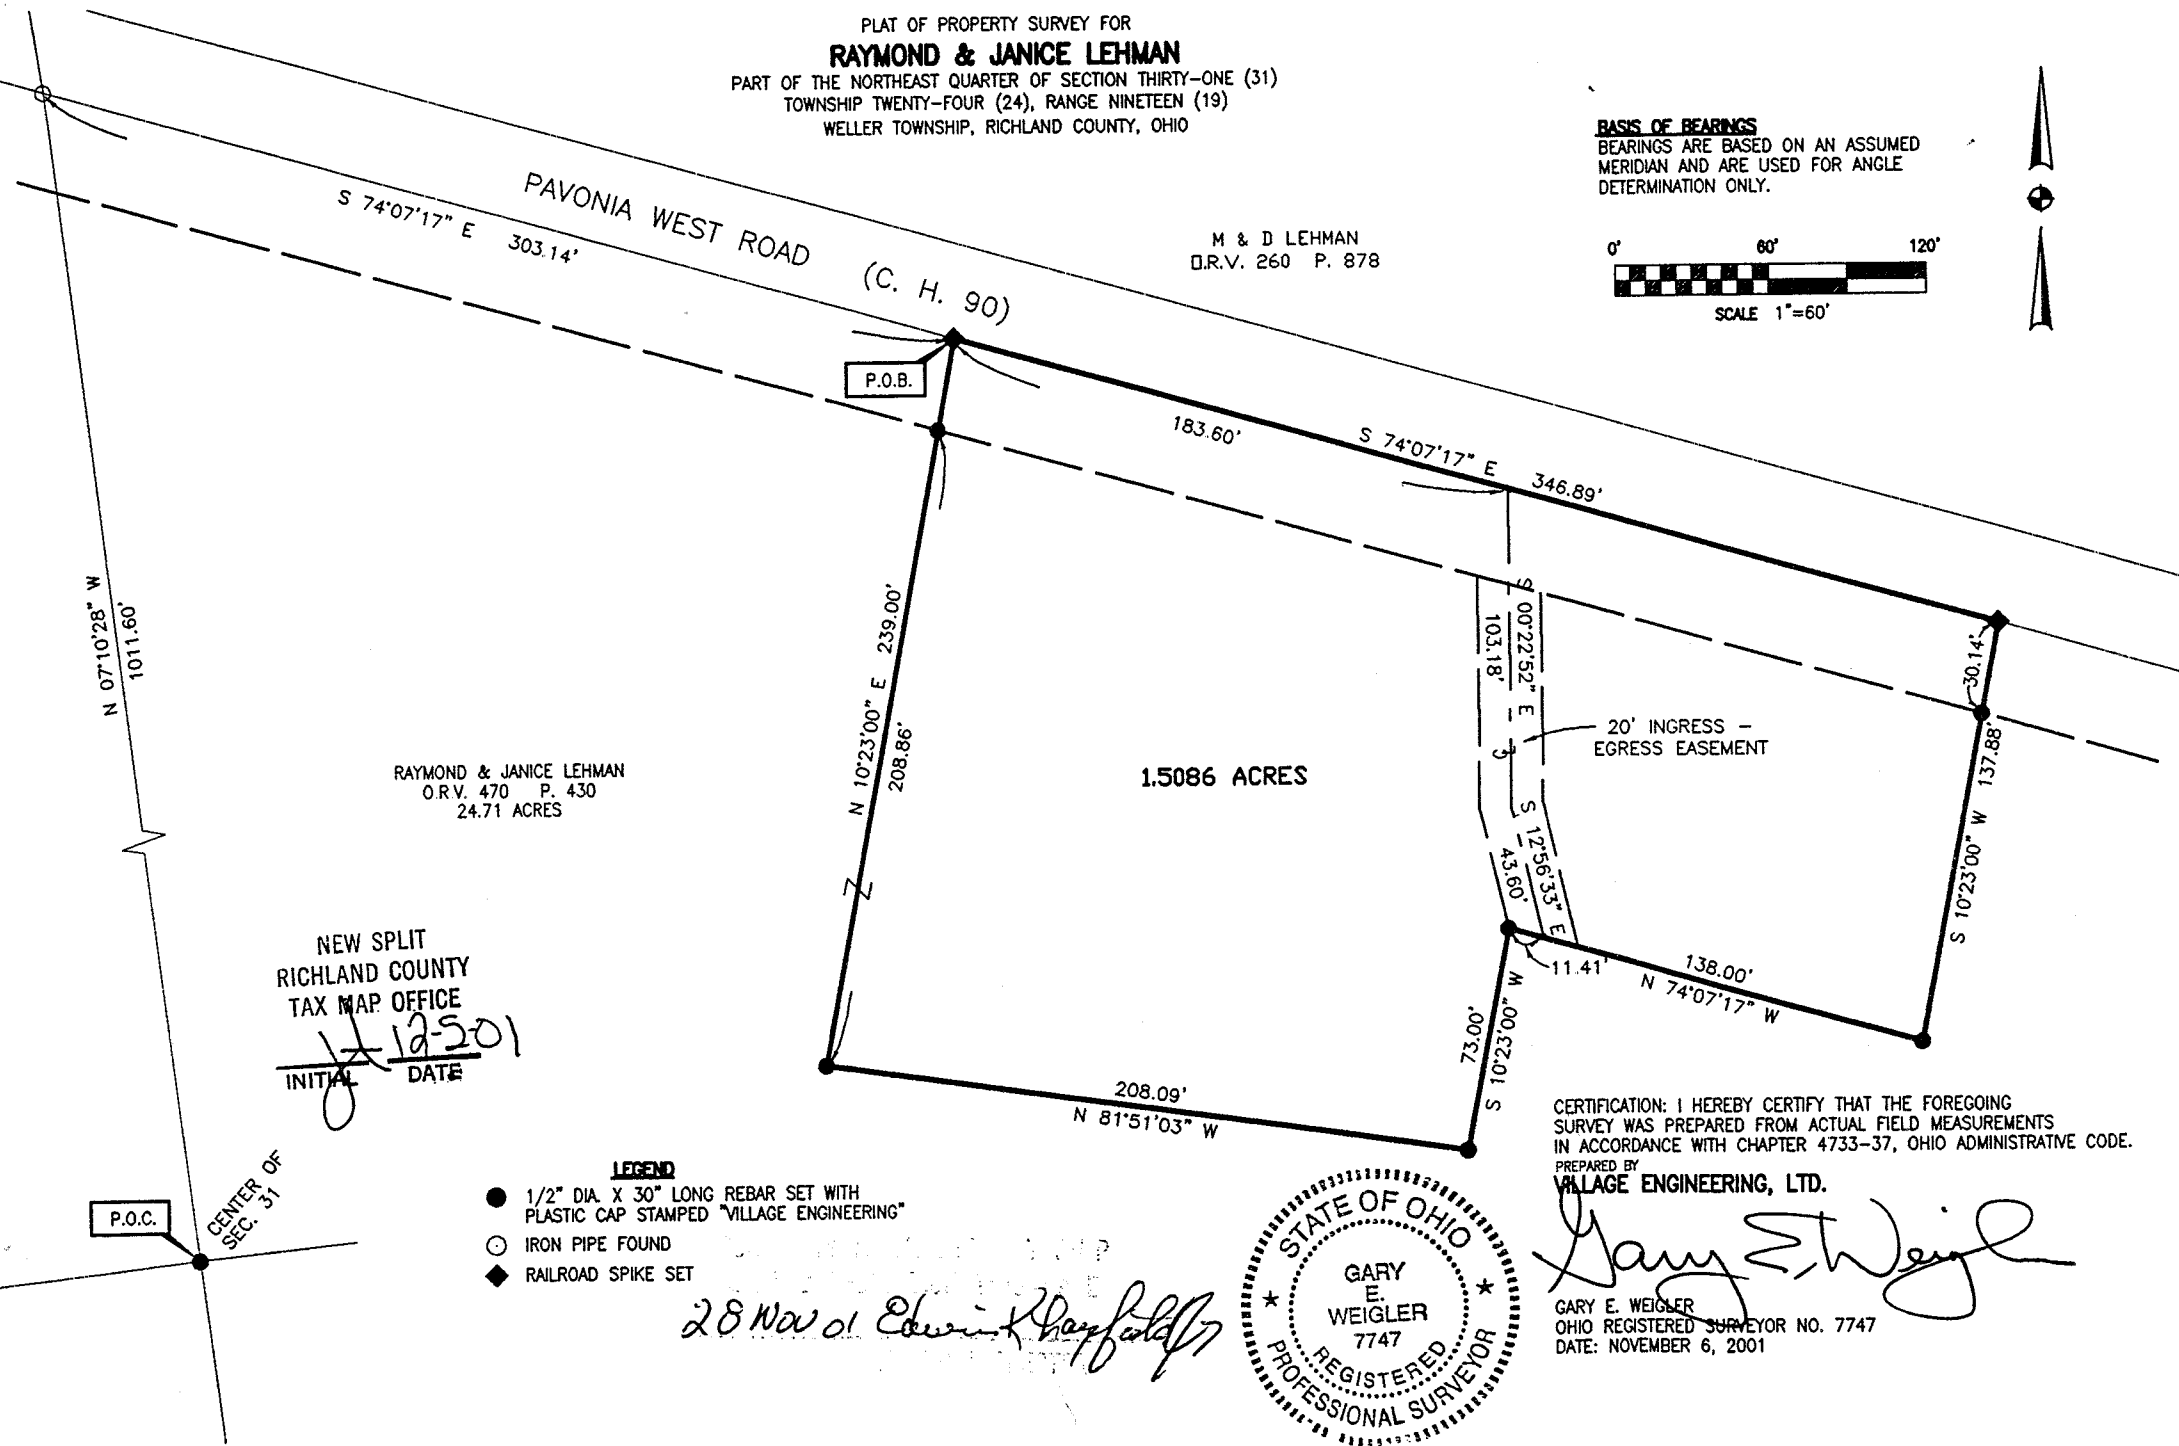 PLAT OF PROPERTY SURVEY FOR
RAYMOND & JANICE LEHMAN
PART OF THE NORTHEAST QUARTER OF SECTION THIRTY-ONE (31)
TOWNSHIP TWENTY-FOUR (24), RANGE NINETEEN (19)
WELLER TOWNSHIP, RICHLAND COUNTY, OHIO
BASIS OF BEARINGS
BEARINGS ARE BASED ON AN ASSUMED
MERIDIAN AND ARE USED FOR ANGLE
DETERMINATION ONLY.
0' 60' 120'
SCALE 1"=60'
M & D LEHMAN
O.R.V. 260 P. 878
PAVONIA WEST ROAD (C. H. 90)
S 74°07'17" E 303.14'
P.O.B.
183.60'
S 74°07'17" E 346.89'
N 07°10'28" W
1011.60'
N 10°23'00" E 239.00'
208.86'
S 00°22'52" E
103.18'
30.14'
20' INGRESS -
EGRESS EASEMENT
S 10°23'00" W 137.88'
1.5086 ACRES
RAYMOND & JANICE LEHMAN
O.R.V. 470 P. 430
24.71 ACRES
S 12°56'33" E
43.60'
11.41'
138.00'
N 74°07'17" W
73.00'
S 10°23'00" W
208.09'
N 81°51'03" W
NEW SPLIT
RICHLAND COUNTY
TAX MAP OFFICE
12-5-01
INITIAL DATE
P.O.C.
CENTER OF
SEC. 31
LEGEND
1/2" DIA. X 30" LONG REBAR SET WITH
PLASTIC CAP STAMPED "VILLAGE ENGINEERING"
IRON PIPE FOUND
RAILROAD SPIKE SET
28 Nov 01
STATE OF OHIO
GARY
E.
WEIGLER
7747
REGISTERED
PROFESSIONAL SURVEYOR
CERTIFICATION: I HEREBY CERTIFY THAT THE FOREGOING
SURVEY WAS PREPARED FROM ACTUAL FIELD MEASUREMENTS
IN ACCORDANCE WITH CHAPTER 4733-37, OHIO ADMINISTRATIVE CODE.
PREPARED BY
VILLAGE ENGINEERING, LTD.
Gary E. Weigler
GARY E. WEIGLER
OHIO REGISTERED SURVEYOR NO. 7747
DATE: NOVEMBER 6, 2001